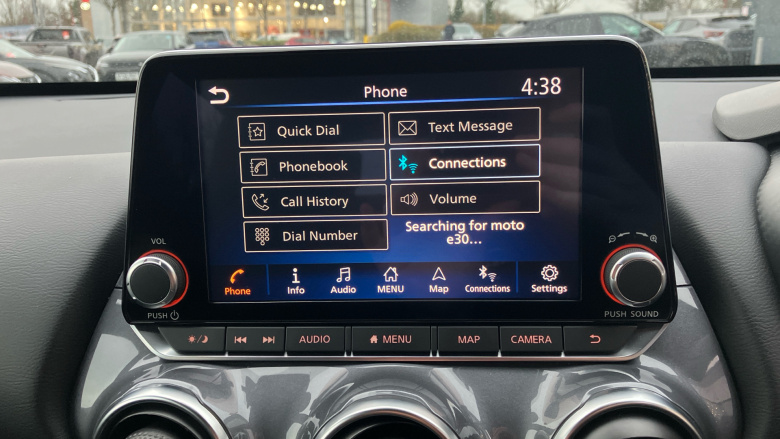 Phone 4:38
Quick Dial
Text Message
Phonebook
Connections
Call History
Volume
Dial Number
Searching for moto
e30...
VOL
PUSH
PUSH SOUND
Phone
Info
Audio
MENU
Map
Connections
Settings
AUDIO
MENU
MAP
CAMERA